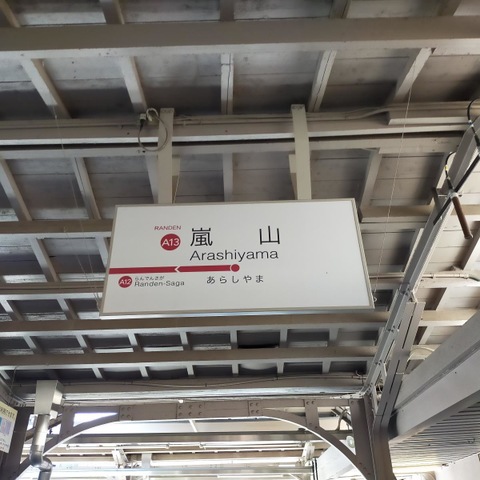 RANDEN
A13 嵐 山
Arashiyama
らんでんさが
A12 Randen-Saga
あらしやま